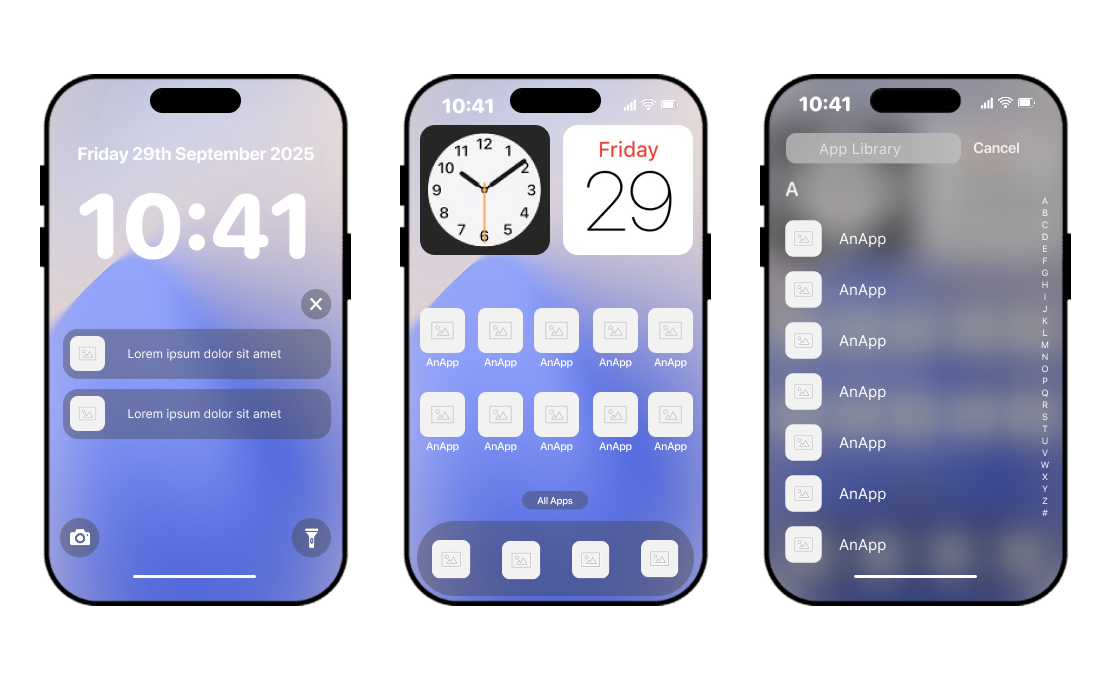 Friday 29th September 2025
10:41
Lorem ipsum dolor sit amet
Lorem ipsum dolor sit amet
10:41
12
1
2
3
4
5
6
7
8
9
10
11
Friday
29
AnApp AnApp AnApp AnApp AnApp
AnApp AnApp AnApp AnApp AnApp
All Apps
10:41
App Library
Cancel
A
AnApp
AnApp
AnApp
AnApp
AnApp
AnApp
AnApp
A
B
C
D
E
F
G
H
I
J
K
L
M
N
O
P
Q
R
S
T
U
V
W
X
Y
Z
#